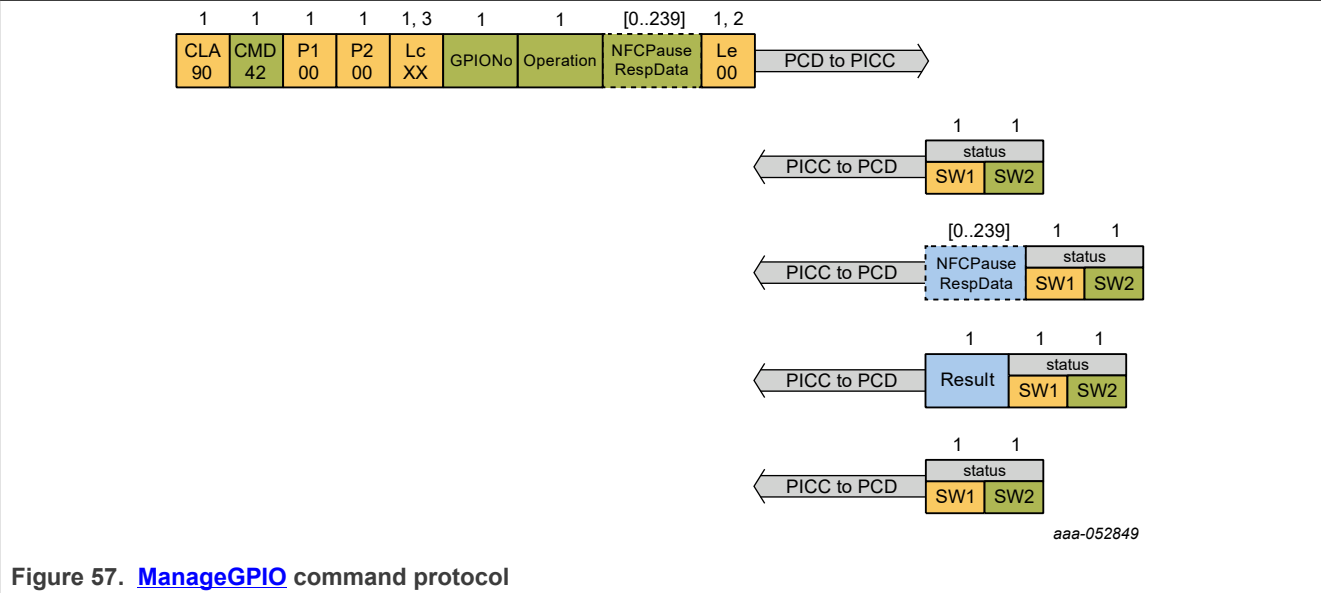 1 1 1 1 1, 3 1 1 [0..239] 1, 2
CLA CMD P1 P2 Lc GPIONo Operation NFCPause Le PCD to PICC
90 42 00 00 XX RespData 00
1 1
status
PICC to PCD SW1 SW2
[0..239] 1 1
NFCPause status
PICC to PCD RespData SW1 SW2
1 1 1
status
PICC to PCD Result SW1 SW2
1 1
status
PICC to PCD SW1 SW2
aaa-052849
Figure 57. ManageGPIO command protocol